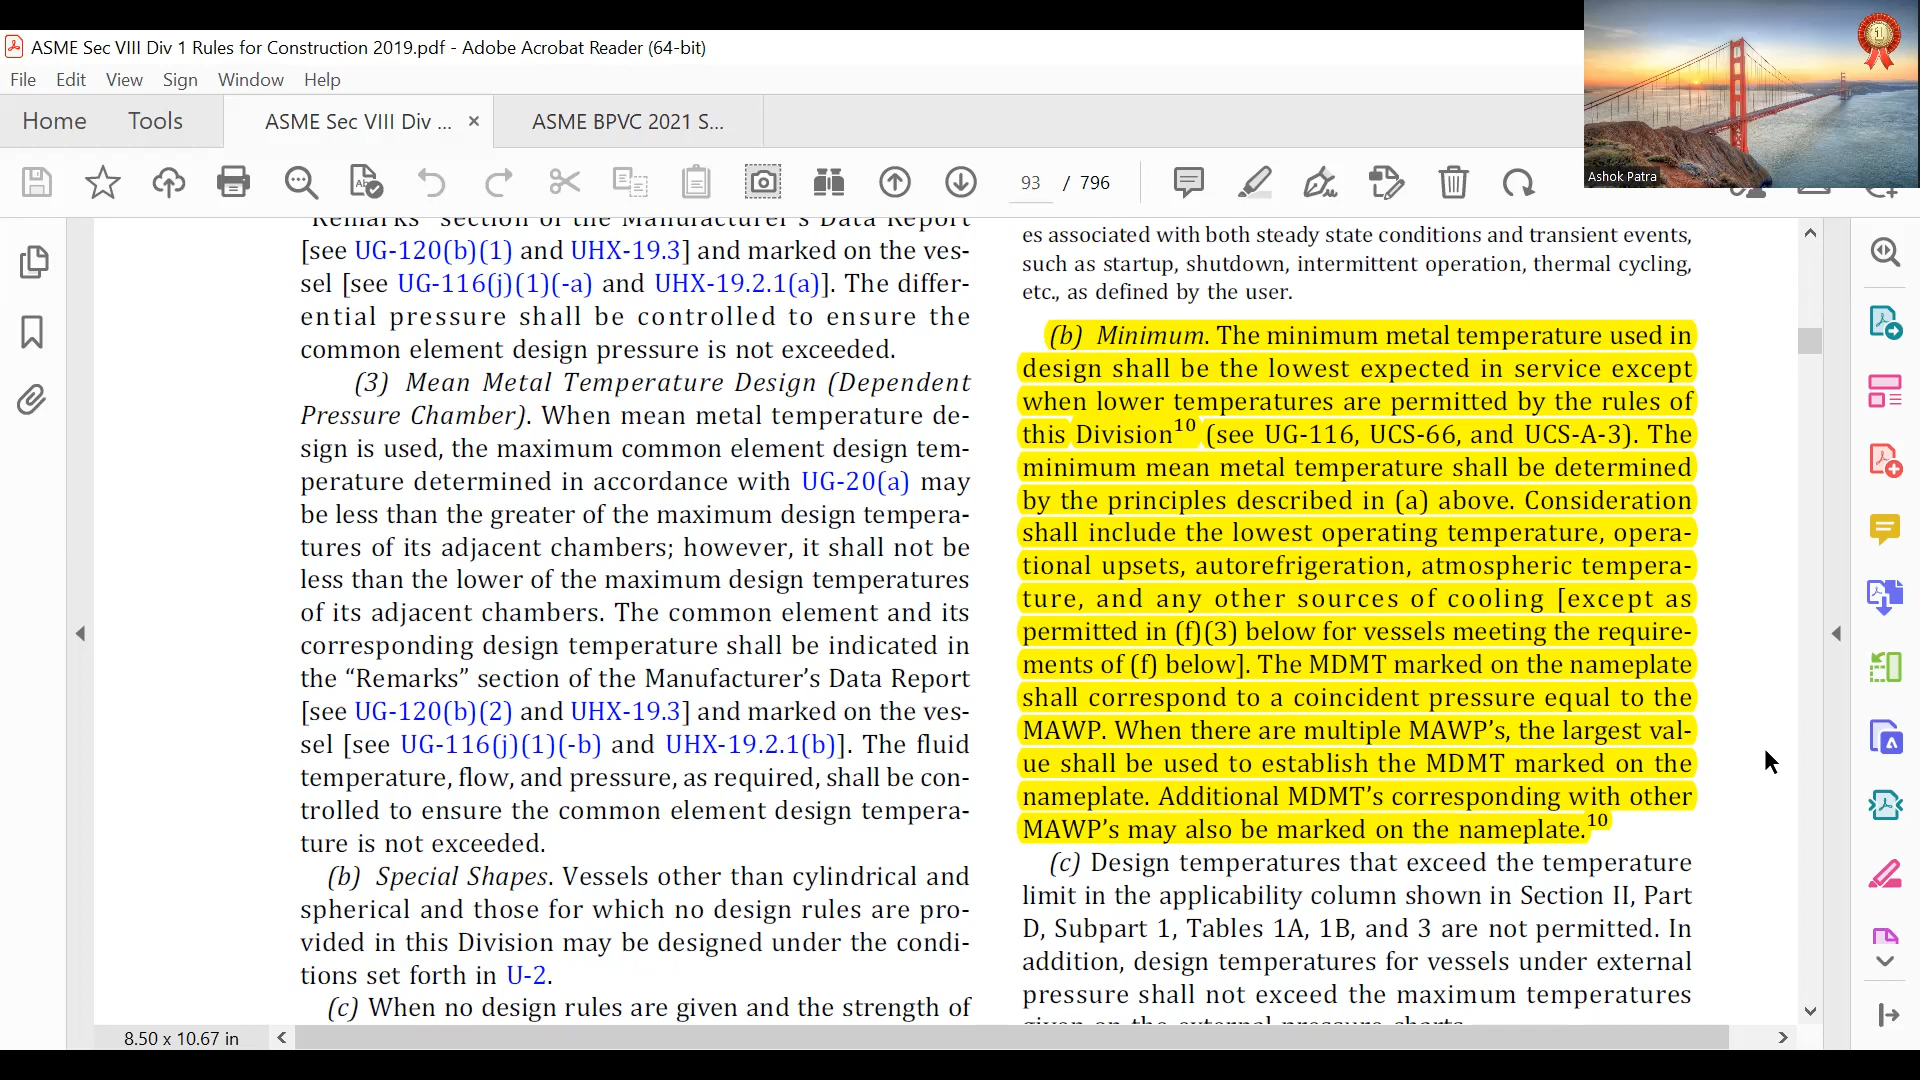 ASME Sec VIII Div 1 Rules for Construction 2019.pdf - Adobe Acrobat Reader (64-bit)
File Edit View Sign Window Help
Home Tools ASME Sec VIII Div ... × ASME BPVC 2021 S...
93 / 796
1
Ashok Patra
"Remarks" section of the Manufacturer's Data Report
[see UG-120(b)(1) and UHX-19.3] and marked on the ves-
sel [see UG-116(j)(1)(-a) and UHX-19.2.1(a)]. The differ-
ential pressure shall be controlled to ensure the
common element design pressure is not exceeded.
(3) Mean Metal Temperature Design (Dependent
Pressure Chamber). When mean metal temperature de-
sign is used, the maximum common element design tem-
perature determined in accordance with UG-20(a) may
be less than the greater of the maximum design tempera-
tures of its adjacent chambers; however, it shall not be
less than the lower of the maximum design temperatures
of its adjacent chambers. The common element and its
corresponding design temperature shall be indicated in
the “Remarks” section of the Manufacturer’s Data Report
[see UG-120(b)(2) and UHX-19.3] and marked on the ves-
sel [see UG-116(j)(1)(-b) and UHX-19.2.1(b)]. The fluid
temperature, flow, and pressure, as required, shall be con-
trolled to ensure the common element design tempera-
ture is not exceeded.
(b) Special Shapes. Vessels other than cylindrical and
spherical and those for which no design rules are pro-
vided in this Division may be designed under the condi-
tions set forth in U-2.
(c) When no design rules are given and the strength of
es associated with both steady state conditions and transient events,
such as startup, shutdown, intermittent operation, thermal cycling,
etc., as defined by the user.
(b) Minimum. The minimum metal temperature used in
design shall be the lowest expected in service except
when lower temperatures are permitted by the rules of
this Division10 (see UG-116, UCS-66, and UCS-A-3). The
minimum mean metal temperature shall be determined
by the principles described in (a) above. Consideration
shall include the lowest operating temperature, opera-
tional upsets, autorefrigeration, atmospheric tempera-
ture, and any other sources of cooling [except as
permitted in (f)(3) below for vessels meeting the require-
ments of (f) below]. The MDMT marked on the nameplate
shall correspond to a coincident pressure equal to the
MAWP. When there are multiple MAWP’s, the largest val-
ue shall be used to establish the MDMT marked on the
nameplate. Additional MDMT’s corresponding with other
MAWP’s may also be marked on the nameplate.10
(c) Design temperatures that exceed the temperature
limit in the applicability column shown in Section II, Part
D, Subpart 1, Tables 1A, 1B, and 3 are not permitted. In
addition, design temperatures for vessels under external
pressure shall not exceed the maximum temperatures
given on the external pressure charts.
8.50 x 10.67 in